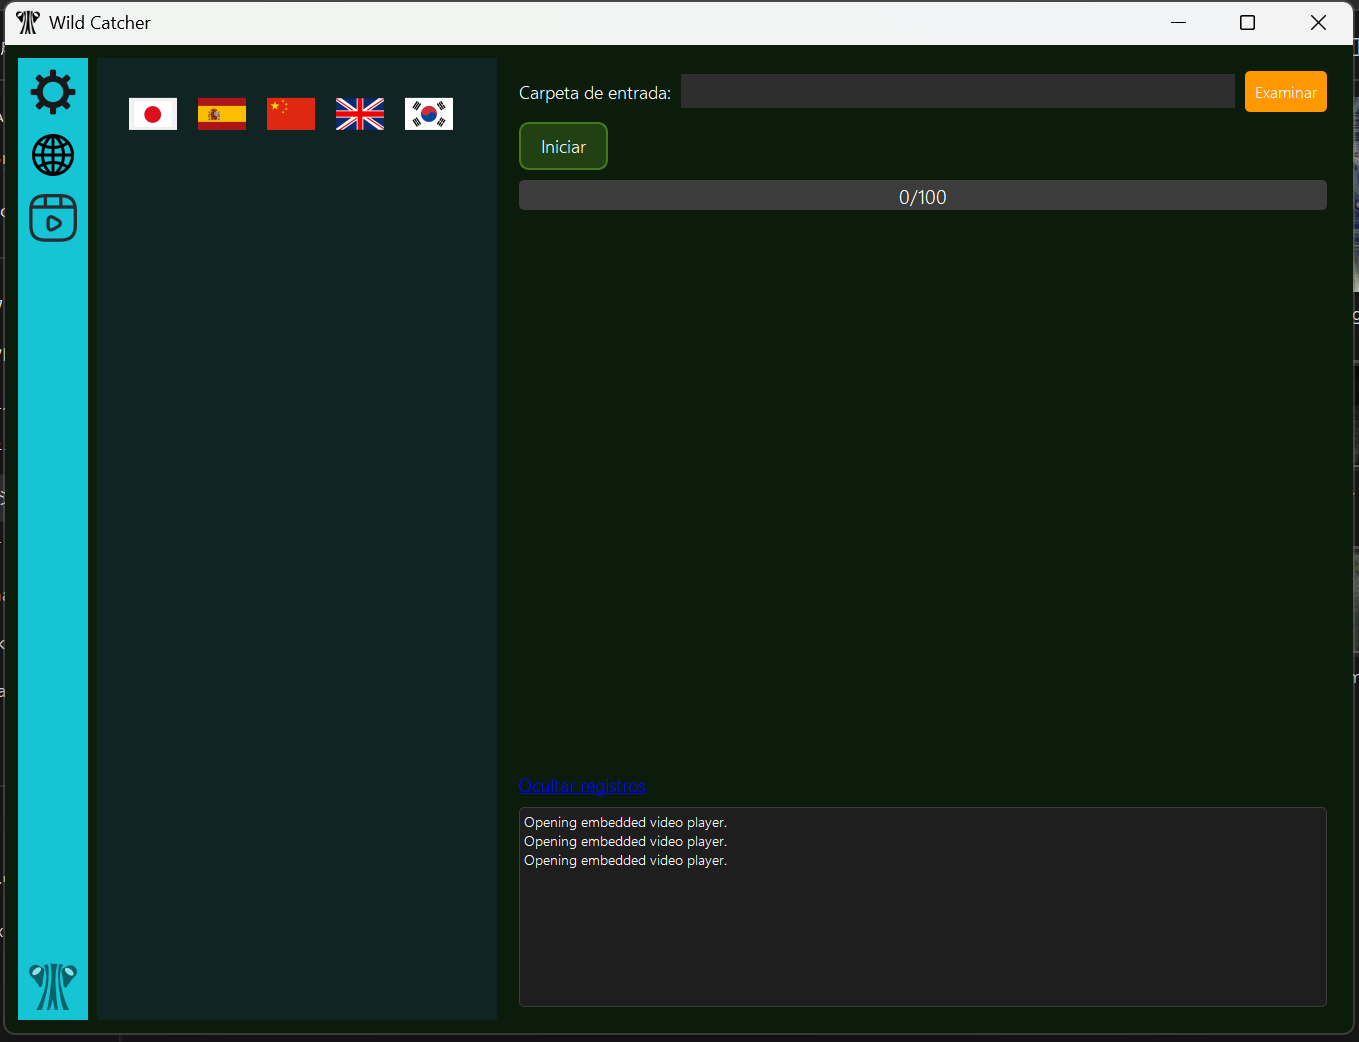 Wild Catcher
Carpeta de entrada:
Examinar
Iniciar
0/100
Ocultar registros
Opening embedded video player.
Opening embedded video player.
Opening embedded video player.